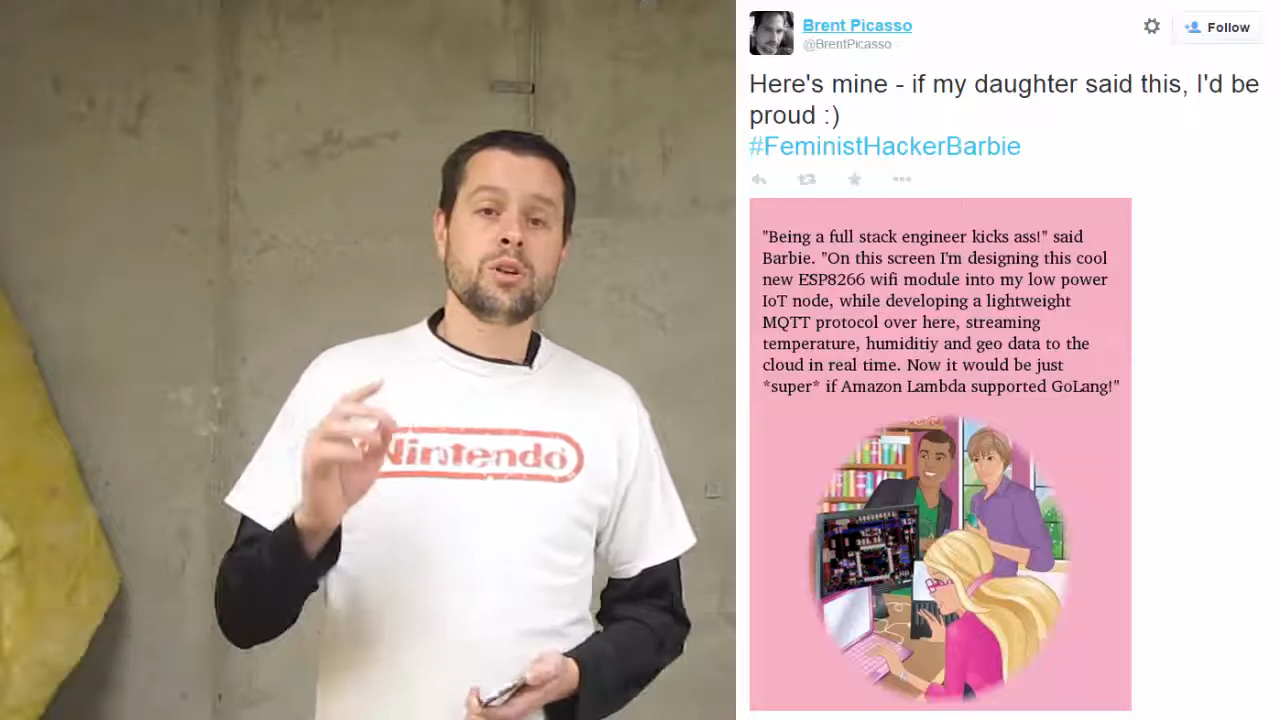 Nintendo
Brent Picasso
@BrentPicasso
Follow
Here's mine - if my daughter said this, I'd be
proud :)
#FeministHackerBarbie
"Being a full stack engineer kicks ass!" said
Barbie. "On this screen I'm designing this cool
new ESP8266 wifi module into my low power
IoT node, while developing a lightweight
MQTT protocol over here, streaming
temperature, humiditiy and geo data to the
cloud in real time. Now it would be just
*super* if Amazon Lambda supported GoLang!"